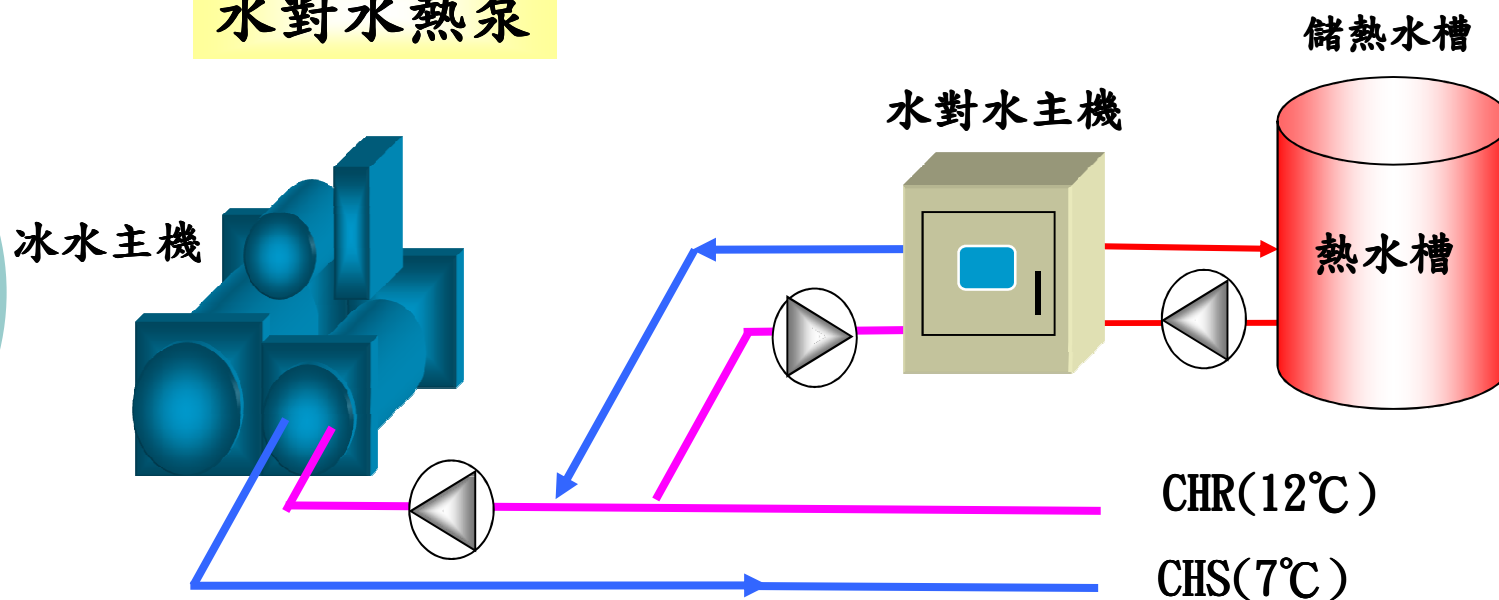 水對水熱泵
儲熱水槽
水對水主機
冰水主機
熱水槽
CHR(12℃)
CHS(7℃)